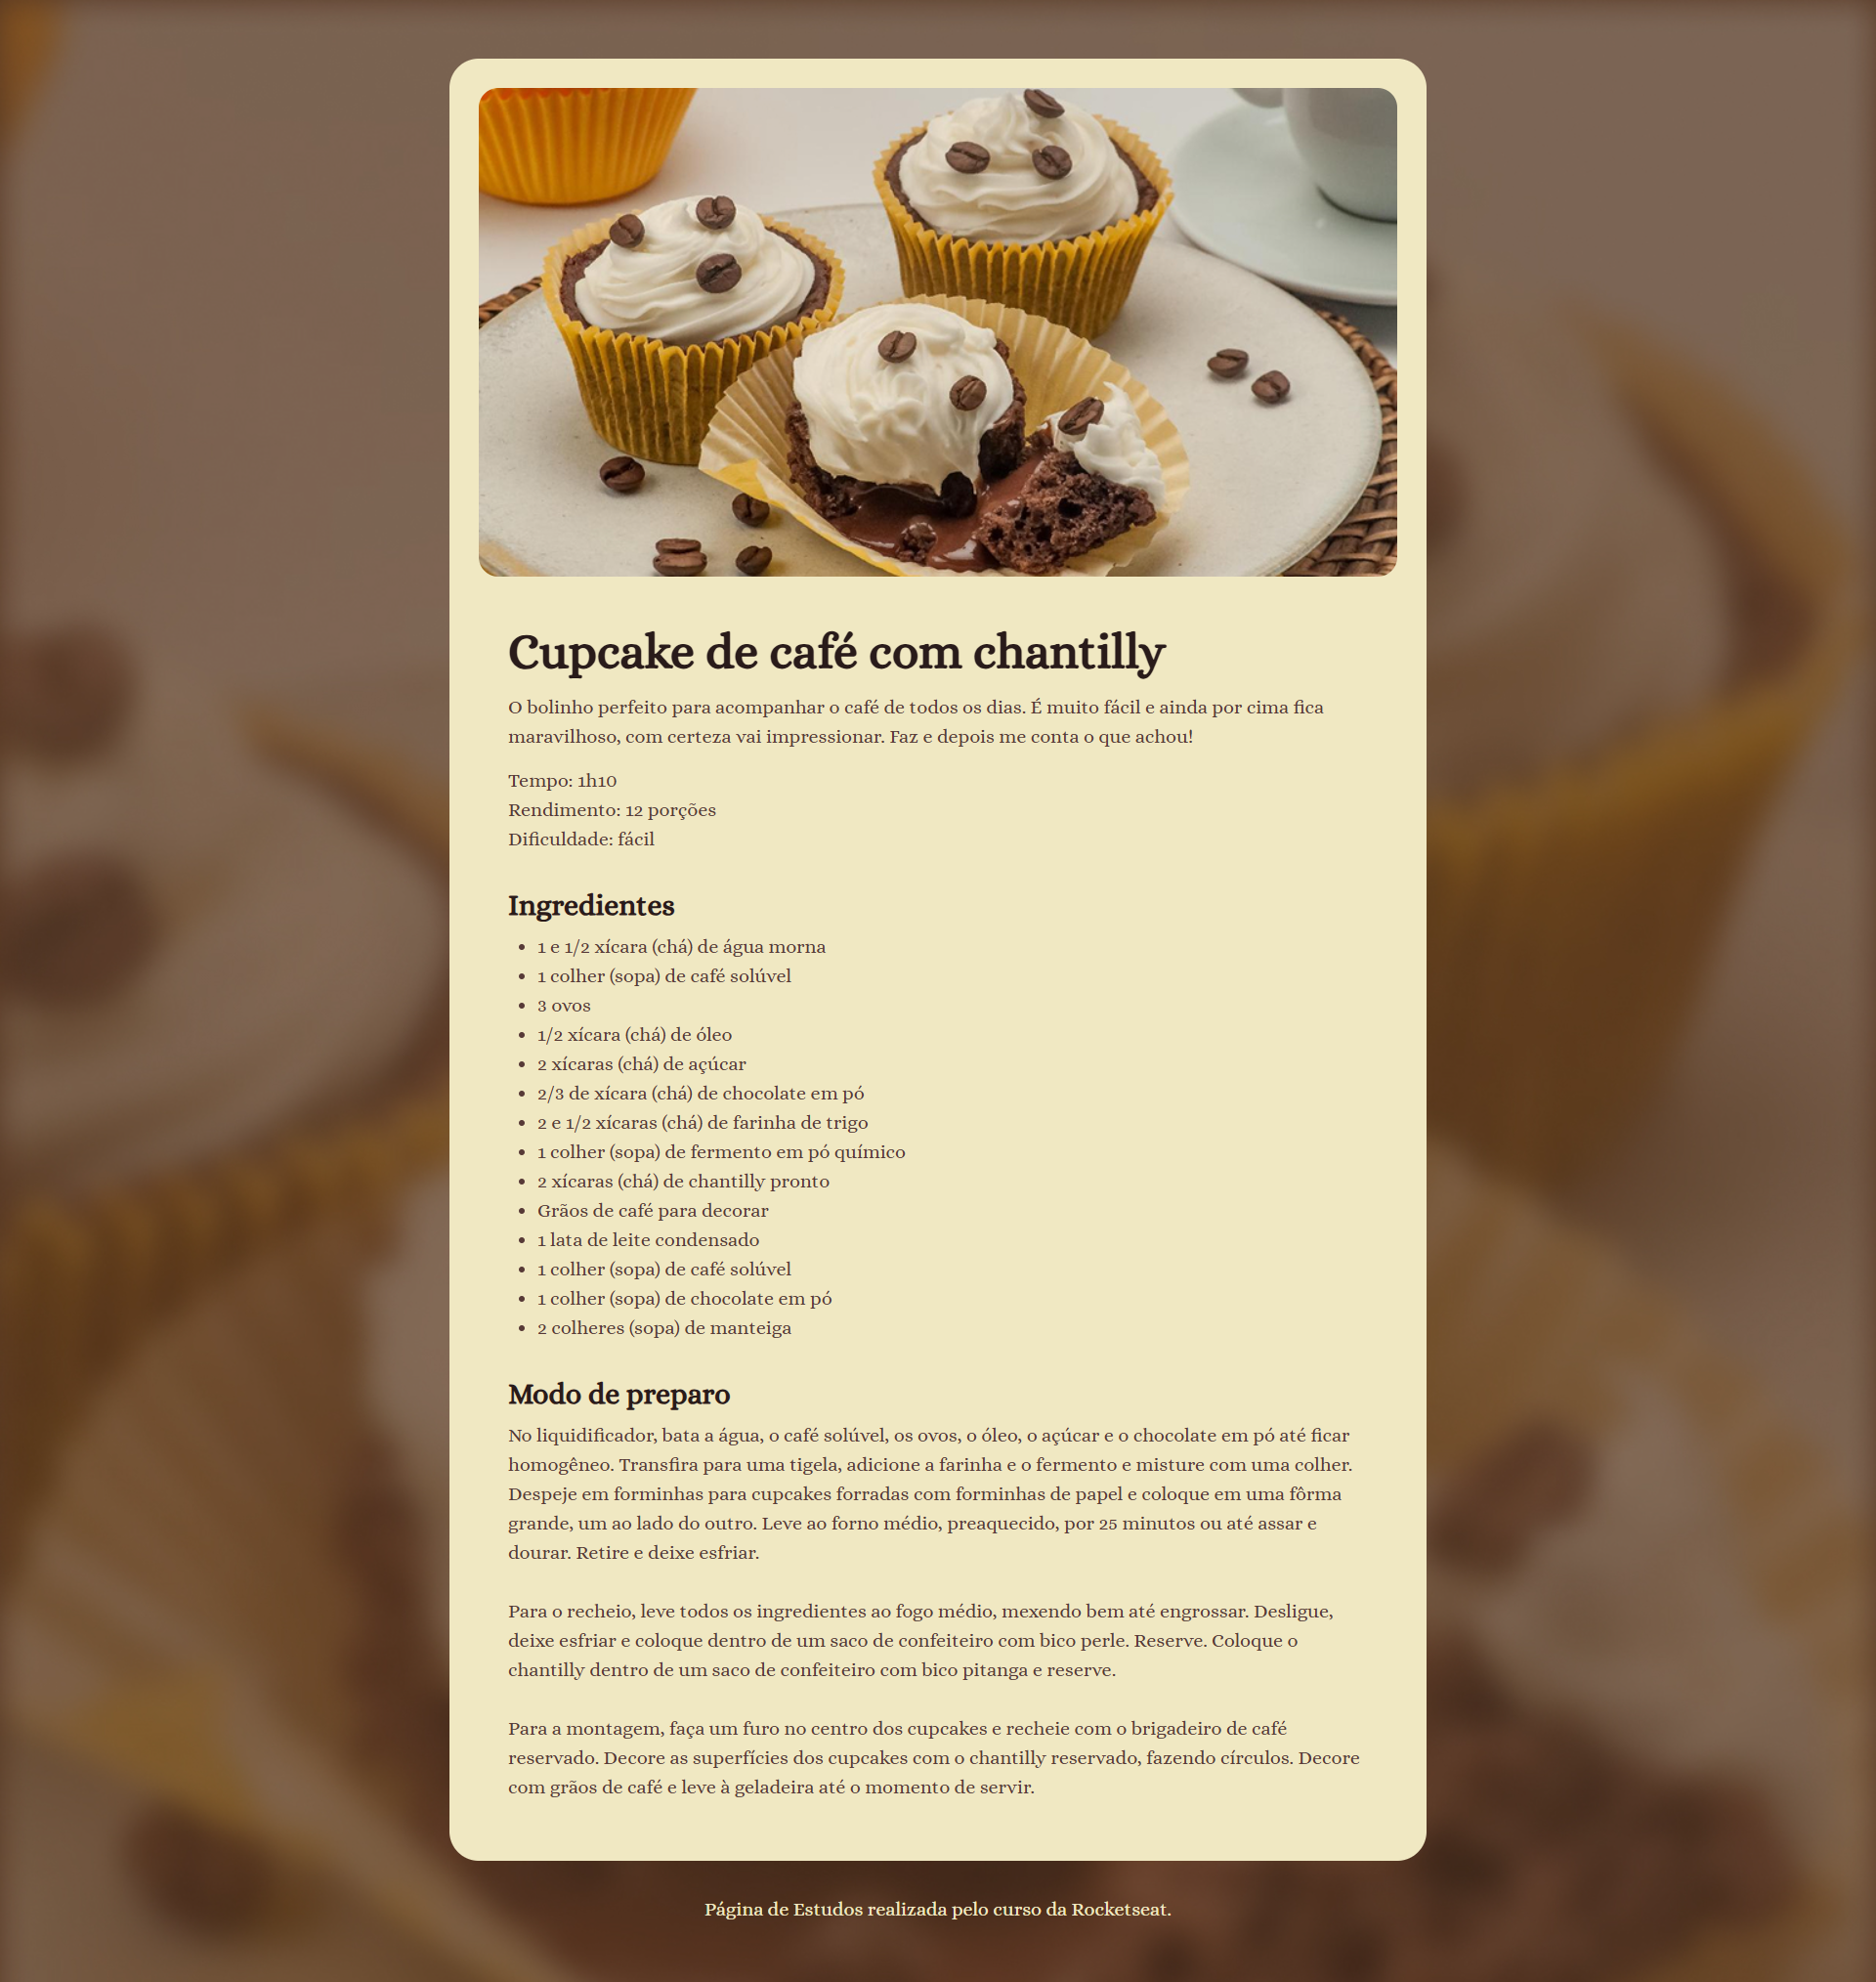 Cupcake de café com chantilly
O bolinho perfeito para acompanhar o café de todos os dias. É muito fácil e ainda por cima fica
maravilhoso, com certeza vai impressionar. Faz e depois me conta o que achou!
Tempo: 1h10
Rendimento: 12 porções
Dificuldade: fácil
Ingredientes
• 1 e 1/2 xícara (chá) de água morna
• 1 colher (sopa) de café solúvel
• 3 ovos
• 1/2 xícara (chá) de óleo
• 2 xícaras (chá) de açúcar
• 2/3 de xícara (chá) de chocolate em pó
• 2 e 1/2 xícaras (chá) de farinha de trigo
• 1 colher (sopa) de fermento em pó químico
• 2 xícaras (chá) de chantilly pronto
• Grãos de café para decorar
• 1 lata de leite condensado
• 1 colher (sopa) de café solúvel
• 1 colher (sopa) de chocolate em pó
• 2 colheres (sopa) de manteiga
Modo de preparo
No liquidificador, bata a água, o café solúvel, os ovos, o óleo, o açúcar e o chocolate em pó até ficar
homogêneo. Transfira para uma tigela, adicione a farinha e o fermento e misture com uma colher.
Despeje em forminhas para cupcakes forradas com forminhas de papel e coloque em uma fôrma
grande, um ao lado do outro. Leve ao forno médio, preaquecido, por 25 minutos ou até assar e
dourar. Retire e deixe esfriar.
Para o recheio, leve todos os ingredientes ao fogo médio, mexendo bem até engrossar. Desligue,
deixe esfriar e coloque dentro de um saco de confeiteiro com bico perle. Reserve. Coloque o
chantilly dentro de um saco de confeiteiro com bico pitanga e reserve.
Para a montagem, faça um furo no centro dos cupcakes e recheie com o brigadeiro de café
reservado. Decore as superfícies dos cupcakes com o chantilly reservado, fazendo círculos. Decore
com grãos de café e leve à geladeira até o momento de servir.
Página de Estudos realizada pelo curso da Rocketseat.